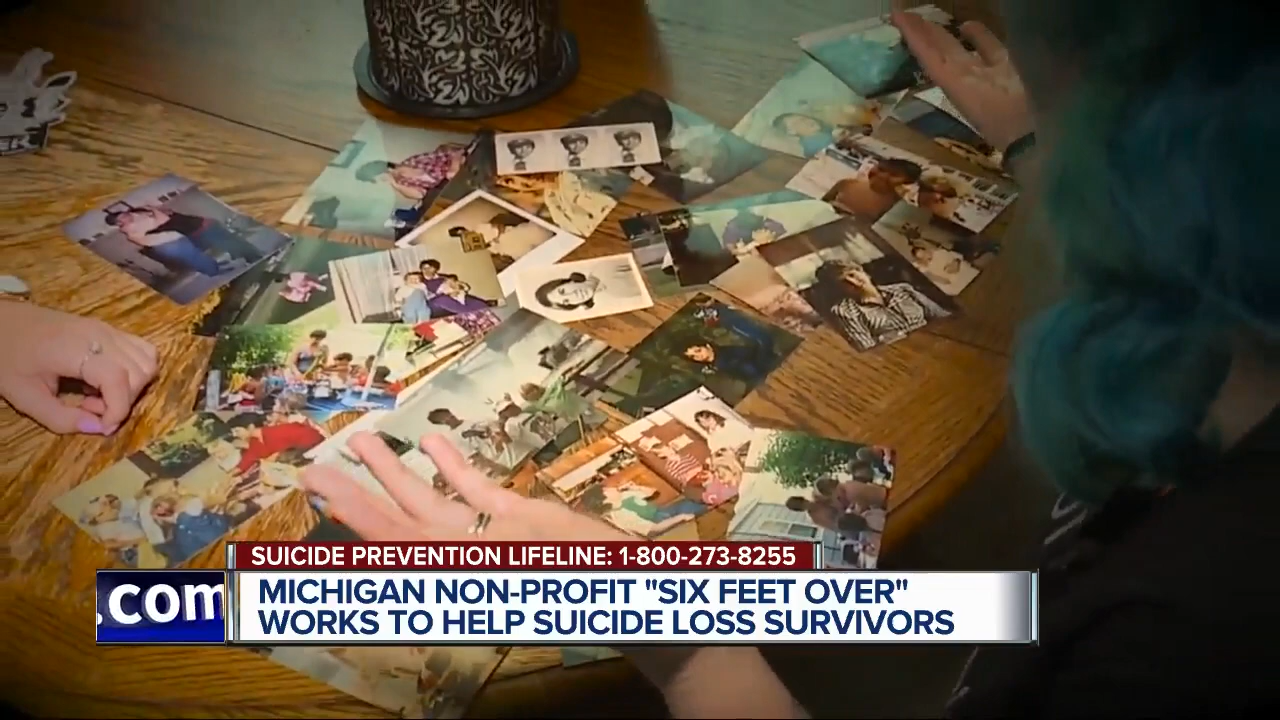 SUICIDE PREVENTION LIFELINE: 1-800-273-8255
.com
MICHIGAN NON-PROFIT "SIX FEET OVER"
WORKS TO HELP SUICIDE LOSS SURVIVORS